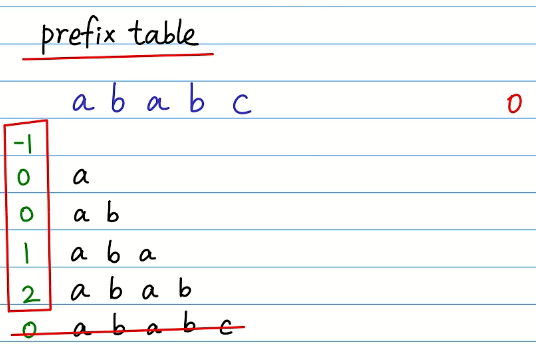 prefix table
a b a b c 0
-1
0 a
0 a b
1 a b a
2 a b a b
0 a b a b c